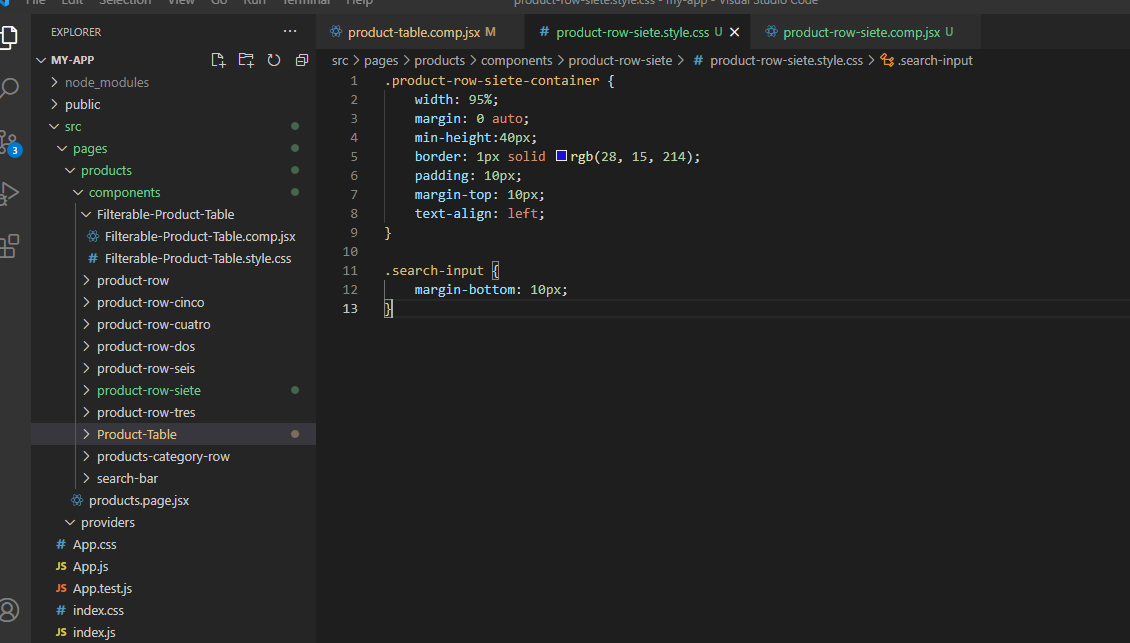 File Edit Selection View Go Run Terminal Help product-row-siete.style.css - my-app - Visual Studio Code
EXPLORER ···
MY-APP
node_modules
public
src
pages
products
components
Filterable-Product-Table
Filterable-Product-Table.comp.jsx
# Filterable-Product-Table.style.css
product-row
product-row-cinco
product-row-cuatro
product-row-dos
product-row-seis
product-row-siete
product-row-tres
Product-Table
products-category-row
search-bar
products.page.jsx
providers
# App.css
JS App.js
JS App.test.js
# index.css
JS index.js
3
product-table.comp.jsx M
# product-row-siete.style.css U
product-row-siete.comp.jsx U
src > pages > products > components > product-row-siete > # product-row-siete.style.css > .search-input
1 .product-row-siete-container {
2 width: 95%;
3 margin: 0 auto;
4 min-height:40px;
5 border: 1px solid rgb(28, 15, 214);
6 padding: 10px;
7 margin-top: 10px;
8 text-align: left;
9 }
10
11 .search-input {
12 margin-bottom: 10px;
13 }